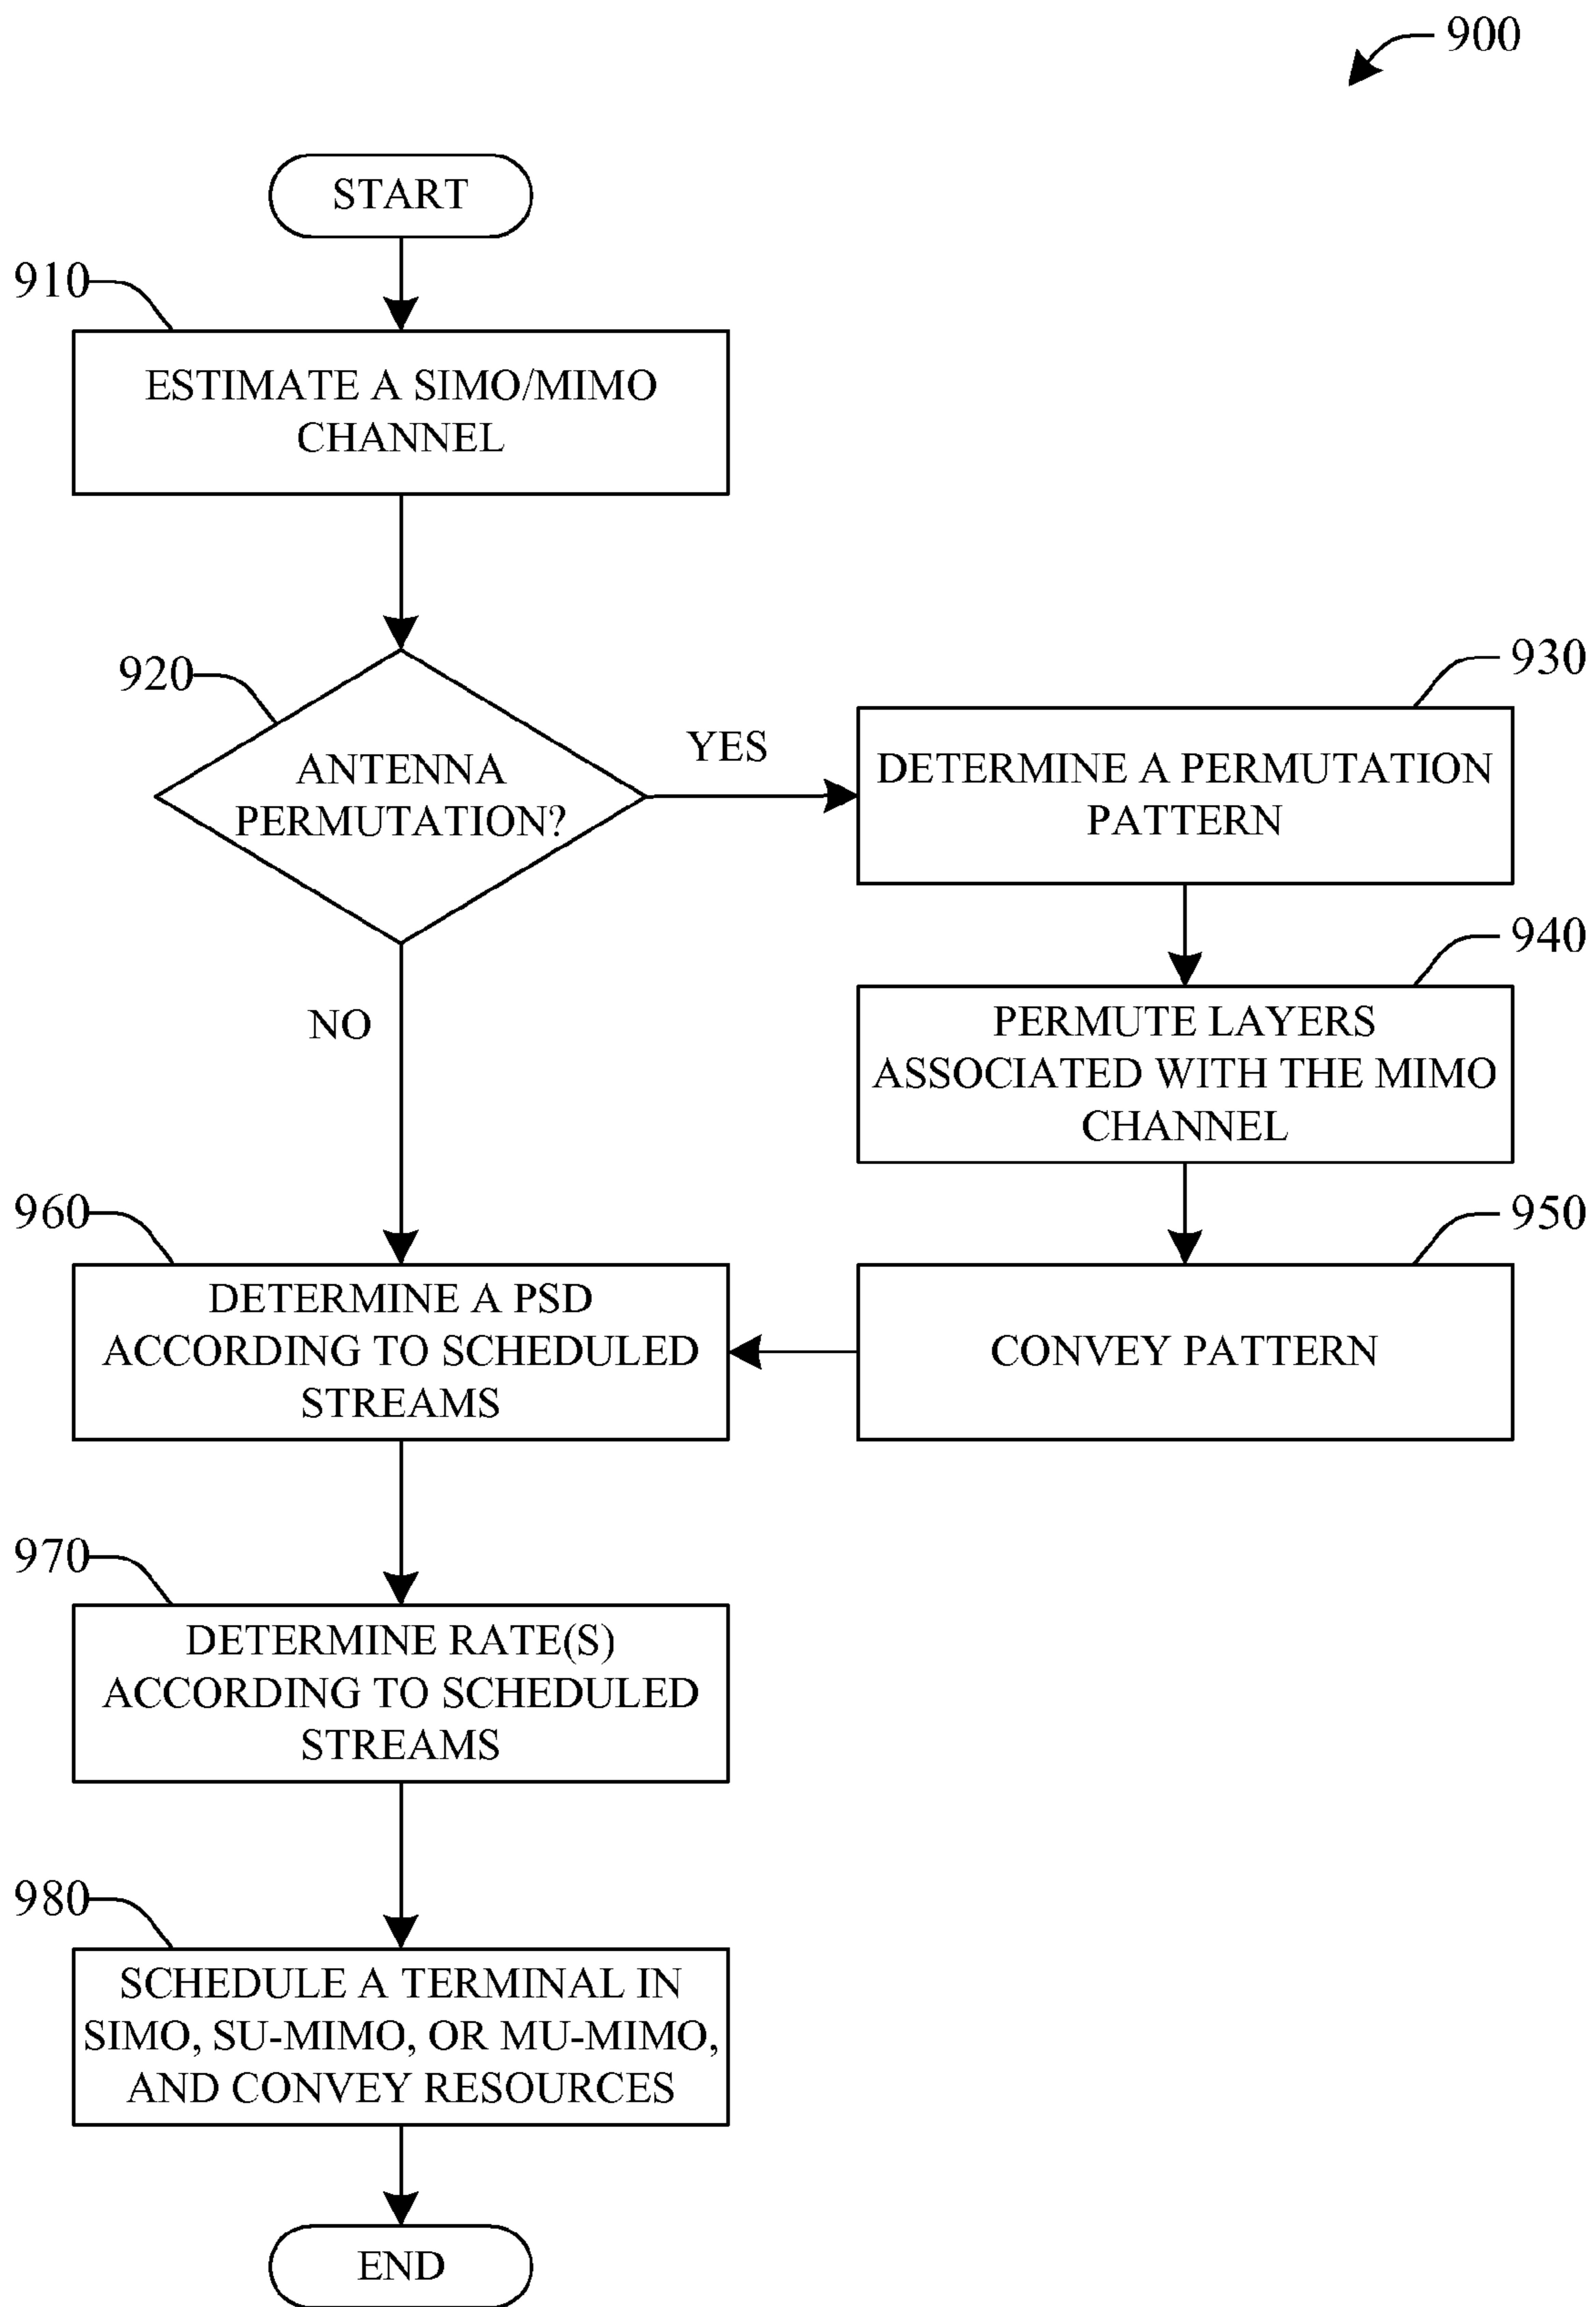 900
START
910
ESTIMATE A SIMO/MIMO
CHANNEL
920
ANTENNA
PERMUTATION?
YES
930
DETERMINE A PERMUTATION
PATTERN
940
PERMUTE LAYERS
ASSOCIATED WITH THE MIMO
CHANNEL
NO
950
CONVEY PATTERN
960
DETERMINE A PSD
ACCORDING TO SCHEDULED
STREAMS
970
DETERMINE RATE(S)
ACCORDING TO SCHEDULED
STREAMS
980
SCHEDULE A TERMINAL IN
SIMO, SU-MIMO, OR MU-MIMO,
AND CONVEY RESOURCES
END